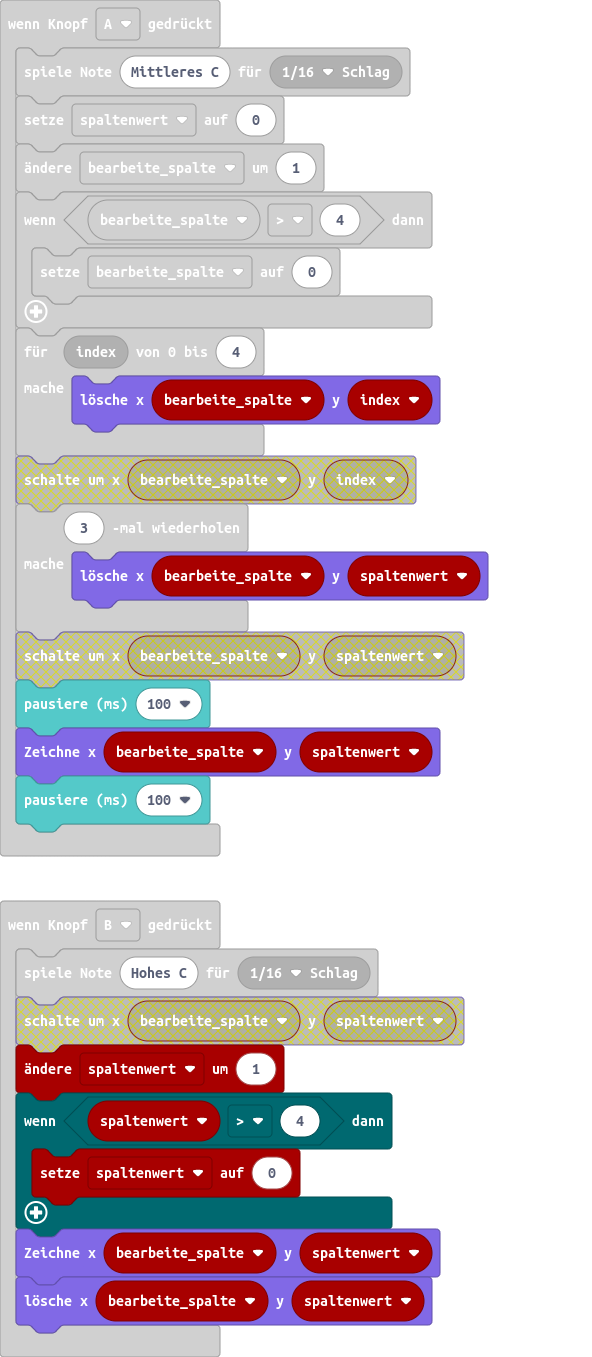 wenn Knopf A gedrückt
spiele Note Mittleres C für 1/16 Schlag
setze spaltenwert auf 0
ändere bearbeite_spalte um 1
wenn bearbeite_spalte > 4 dann
setze bearbeite_spalte auf 0
für index von 0 bis 4
mache lösche x bearbeite_spalte y index
schalte um x bearbeite_spalte y index
3 -mal wiederholen
mache lösche x bearbeite_spalte y spaltenwert
schalte um x bearbeite_spalte y spaltenwert
pausiere (ms) 100
Zeichne x bearbeite_spalte y spaltenwert
pausiere (ms) 100
wenn Knopf B gedrückt
spiele Note Hohes C für 1/16 Schlag
schalte um x bearbeite_spalte y spaltenwert
ändere spaltenwert um 1
wenn spaltenwert > 4 dann
setze spaltenwert auf 0
Zeichne x bearbeite_spalte y spaltenwert
lösche x bearbeite_spalte y spaltenwert